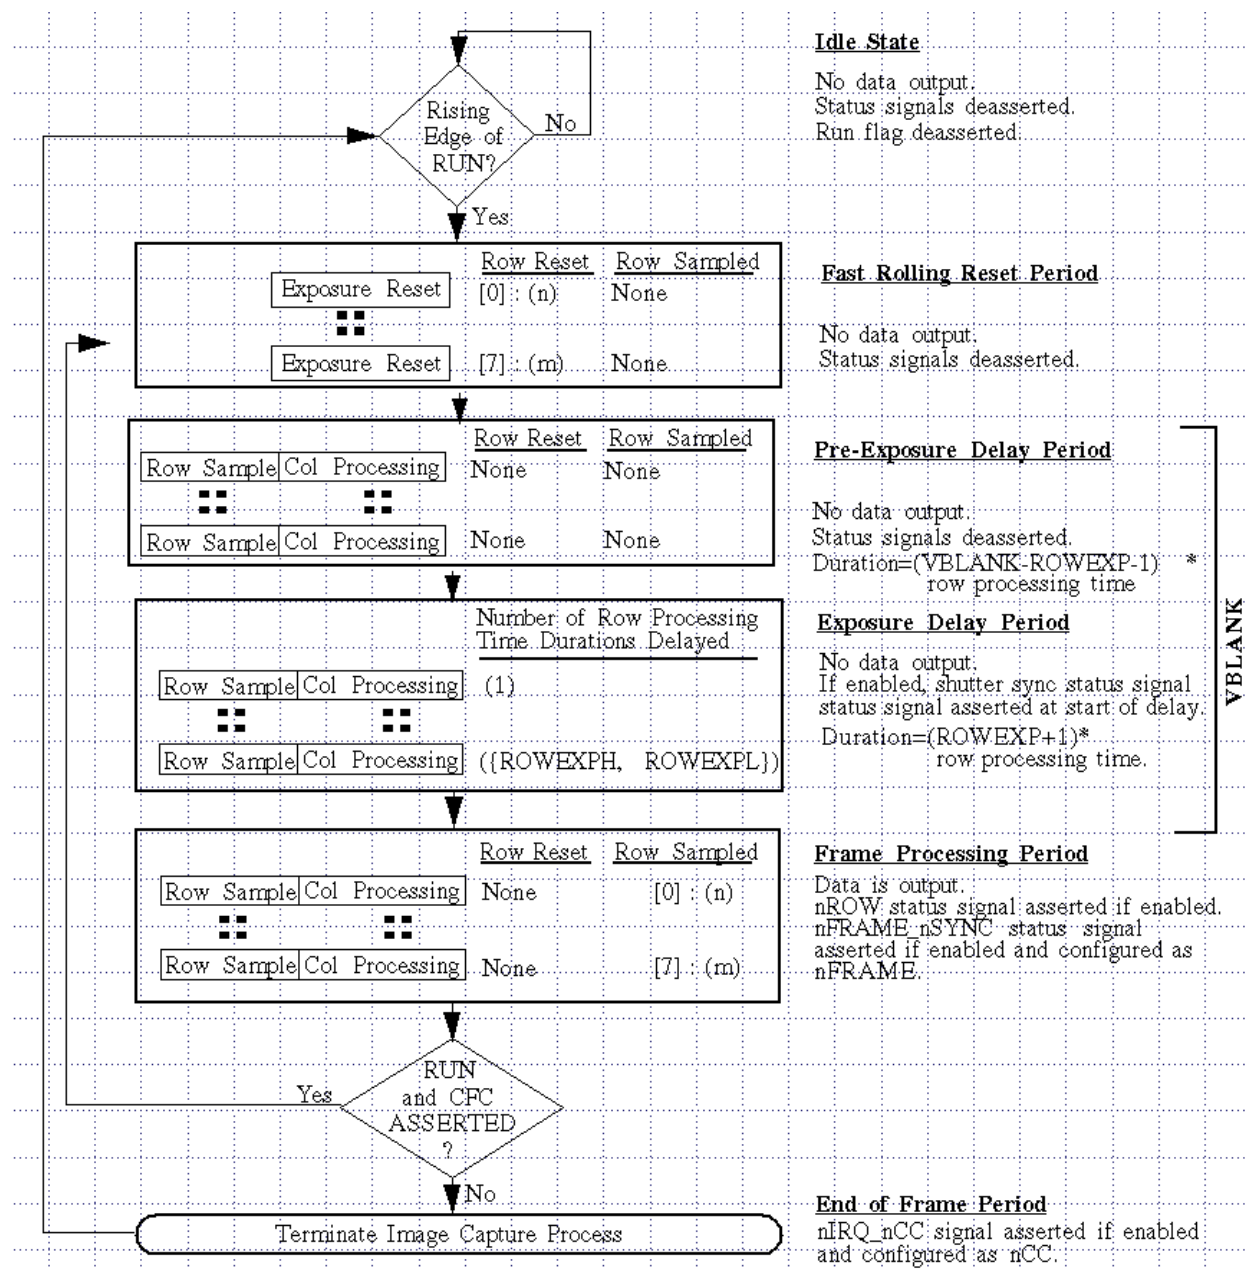 Idle State
No data output.
Status signals deasserted.
Run flag deasserted
Rising
Edge of
RUN?
No
Yes
Row Reset Row Sampled
Exposure Reset [0] : (n) None
Exposure Reset [7] : (m) None
Fast Rolling Reset Period
No data output.
Status signals deasserted.
Row Reset Row Sampled
Row Sample Col Processing None None
Row Sample Col Processing None None
Pre-Exposure Delay Period
No data output.
Status signals deasserted.
Duration=(VBLANK-ROWEXP-1) *
row processing time
Number of Row Processing
Time Durations Delayed
Row Sample Col Processing (1)
Row Sample Col Processing ({ROWEXPH, ROWEXPL})
Exposure Delay Period
No data output.
If enabled, shutter sync status signal
status signal asserted at start of delay.
Duration=(ROWEXP+1)*
row processing time.
VBLANK
Row Reset Row Sampled
Row Sample Col Processing None [0] : (n)
Row Sample Col Processing None [7] : (m)
Frame Processing Period
Data is output.
nROW status signal asserted if enabled.
nFRAME_nSYNC status signal
asserted if enabled and configured as
nFRAME.
RUN
and CFC
ASSERTED
?
Yes
No
Terminate Image Capture Process
End of Frame Period
nIRQ_nCC signal asserted if enabled
and configured as nCC.